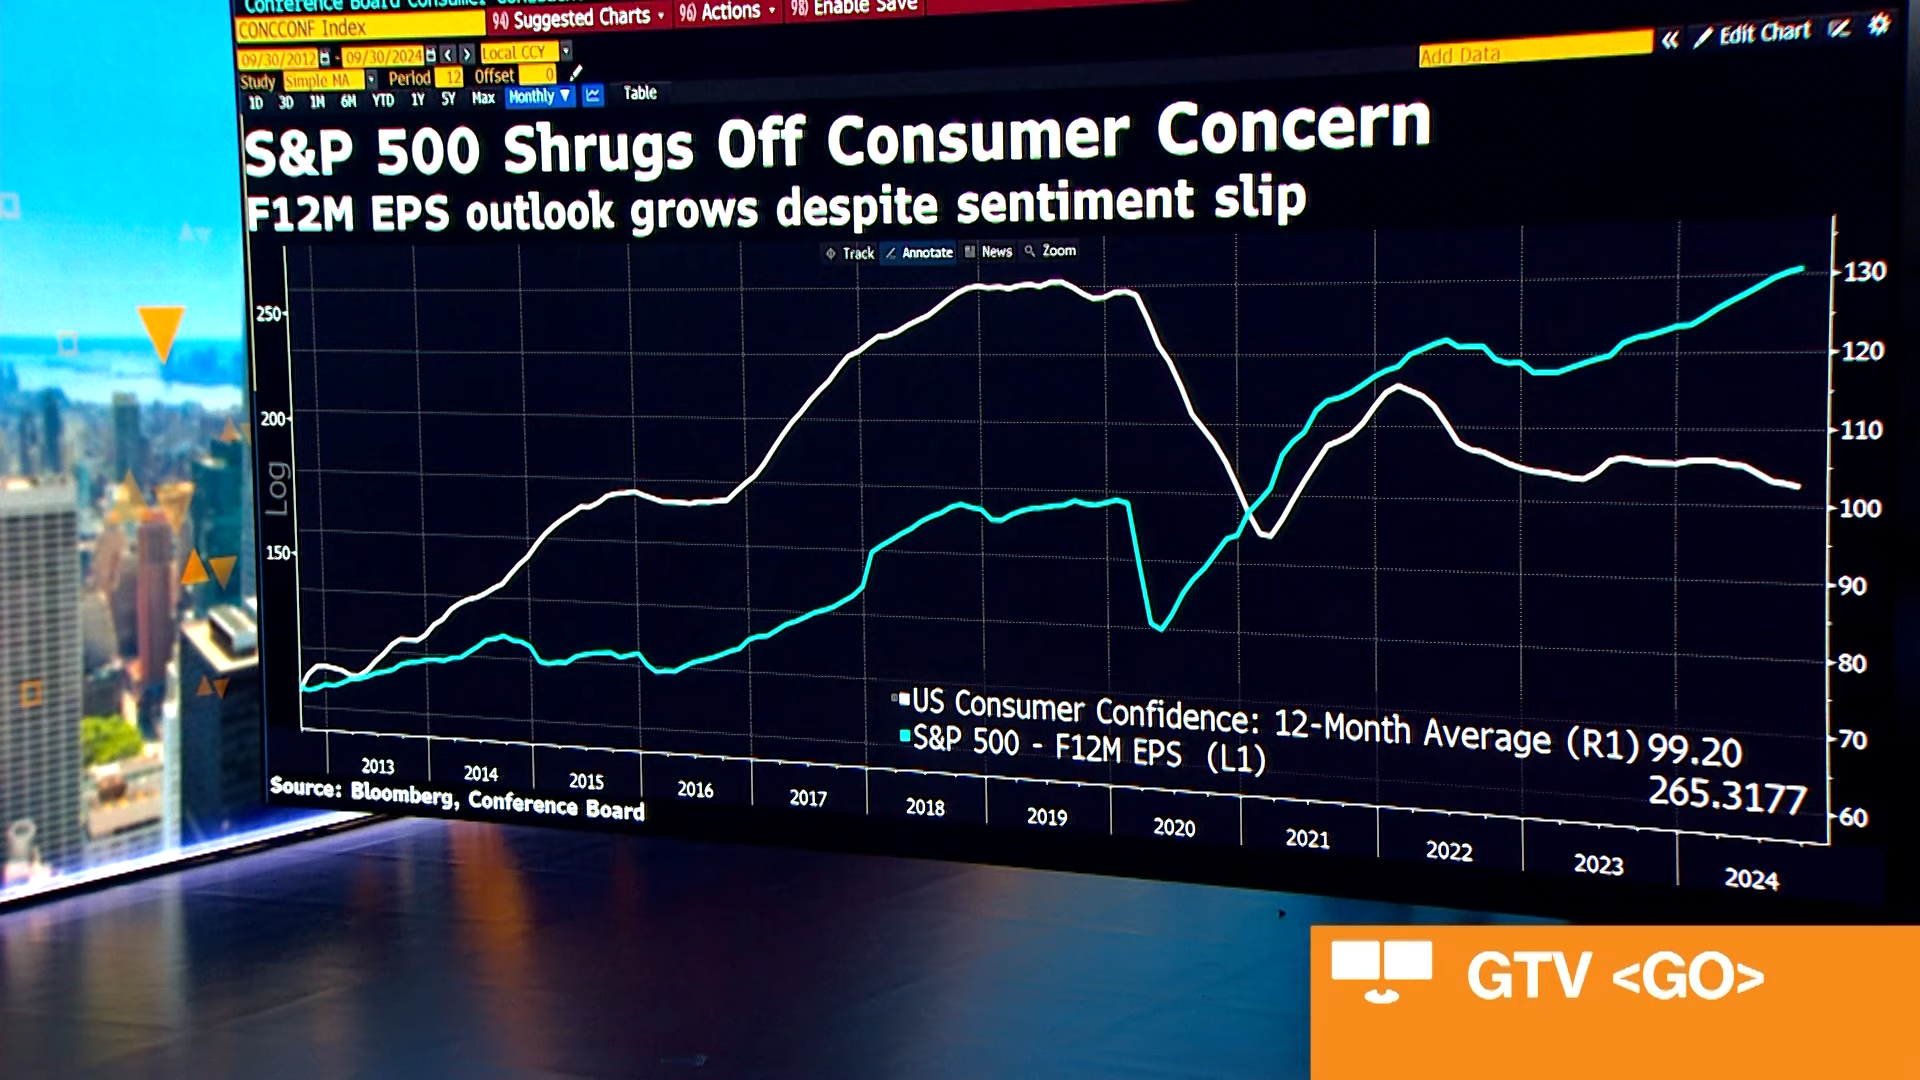 CONCCONF Index
94) Suggested Charts
96) Actions
98) Enable Save
09/30/2012 - 09/30/2024 Local CCY
Add Data
« Edit Chart
Study Simple MA Period 12 Offset 0
1D 3D 1M 6M YTD 1Y 5Y Max Monthly ▼ Table
S&P 500 Shrugs Off Consumer Concern
F12M EPS outlook grows despite sentiment slip
Track Annotate News Zoom
250
200
150
Log
130
120
110
100
90
80
70
60
US Consumer Confidence: 12-Month Average (R1) 99.20
S&P 500 - F12M EPS (L1) 265.3177
2013 2014 2015 2016 2017 2018 2019 2020 2021 2022 2023 2024
Source: Bloomberg, Conference Board
GTV <GO>